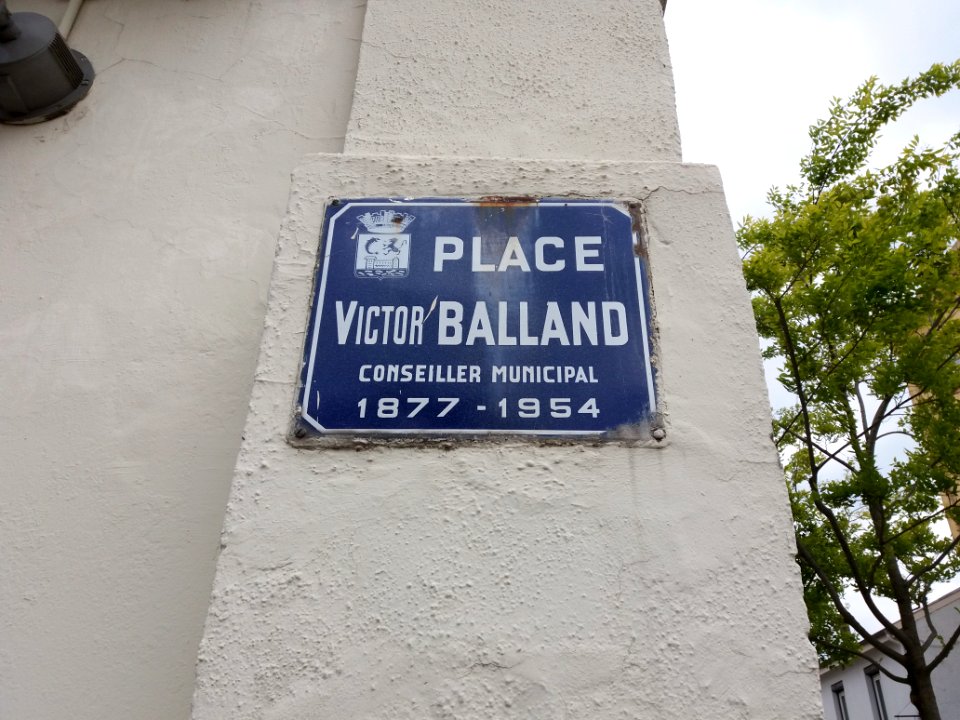 PLACE
VICTOR BALLAND
CONSEILLER MUNICIPAL
1877 - 1954